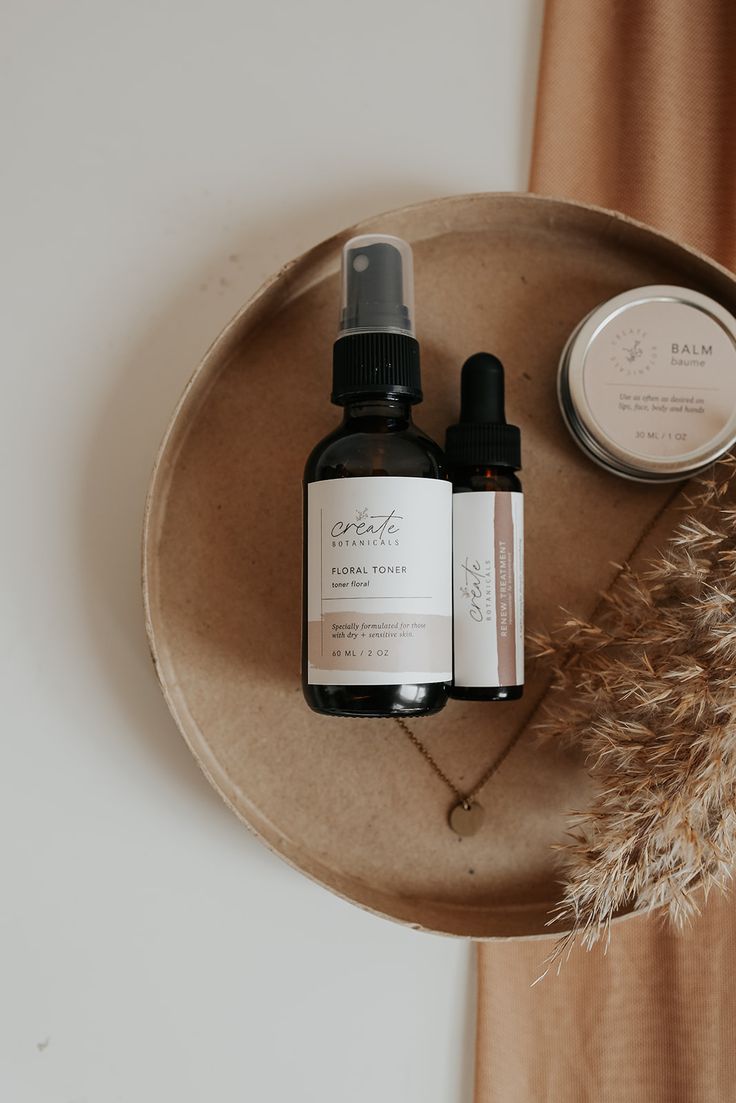 create
BOTANICALS
FLORAL TONER
toner floral
Specially formulated for those
with dry + sensitive skin.
60 ML / 2 OZ
create
BOTANICALS
RENEW TREATMENT
CREATE
BOTANICALS
BALM
baume
Use as often as desired on
lips, face, body and hands
30 ML / 1 OZ